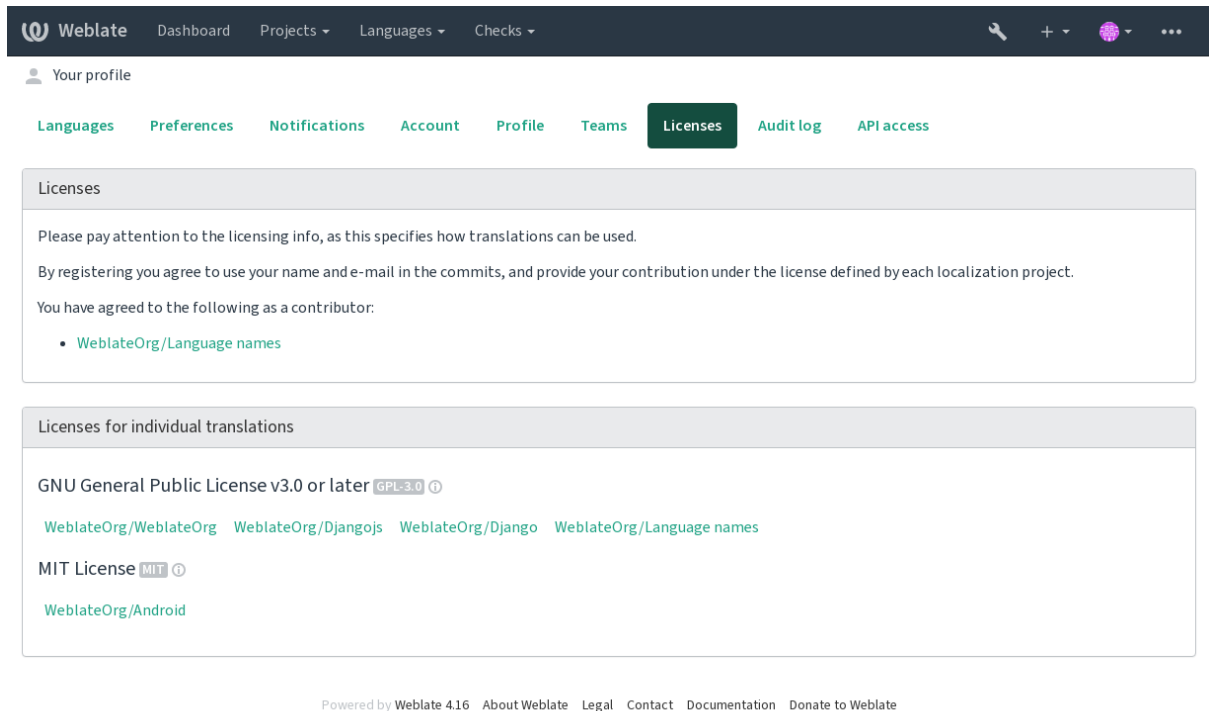 Weblate Dashboard Projects Languages Checks
Your profile
Languages Preferences Notifications Account Profile Teams Licenses Audit log API access
Licenses
Please pay attention to the licensing info, as this specifies how translations can be used.
By registering you agree to use your name and e-mail in the commits, and provide your contribution under the license defined by each localization project.
You have agreed to the following as a contributor:
• WeblateOrg/Language names
Licenses for individual translations
GNU General Public License v3.0 or later GPL-3.0
WeblateOrg/WeblateOrg WeblateOrg/Djangojs WeblateOrg/Django WeblateOrg/Language names
MIT License MIT
WeblateOrg/Android
Powered by Weblate 4.16 About Weblate Legal Contact Documentation Donate to Weblate